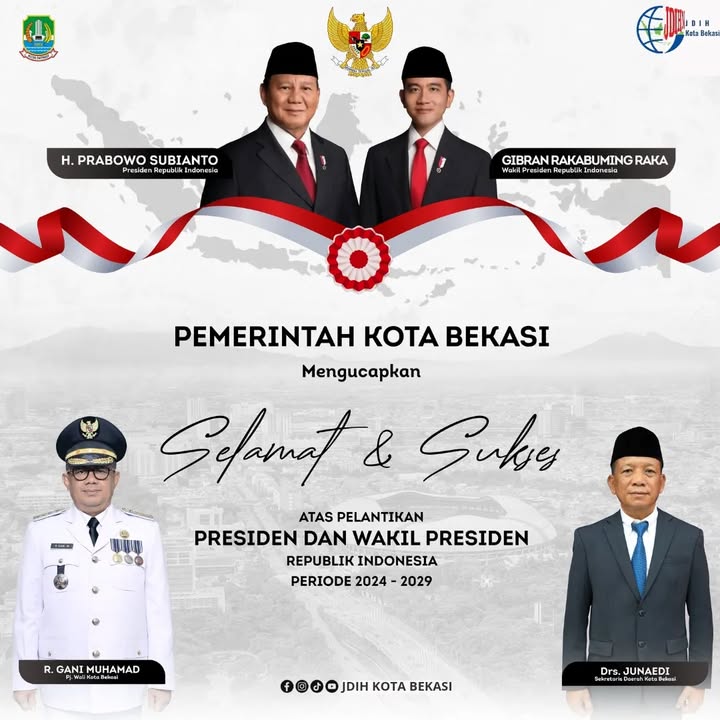 JDIH
JDIH
Kota Bekasi
H. PRABOWO SUBIANTO
Presiden Republik Indonesia
GIBRAN RAKABUMING RAKA
Wakil Presiden Republik Indonesia
PEMERINTAH KOTA BEKASI
Mengucapkan
Selamat & Sukses
ATAS PELANTIKAN
PRESIDEN DAN WAKIL PRESIDEN
REPUBLIK INDONESIA
PERIODE 2024 - 2029
R. GANI MUHAMAD
Pj. Wali Kota Bekasi
Drs. JUNAEDI
Sekretaris Daerah Kota Bekasi
JDIH KOTA BEKASI